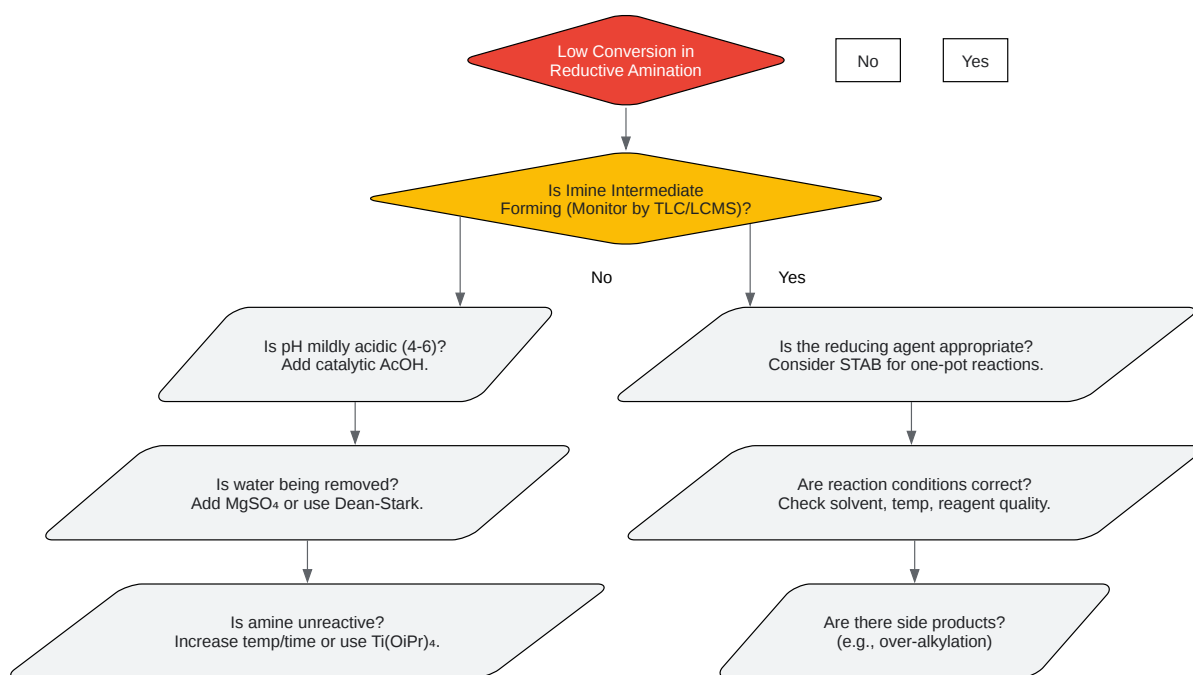 Low Conversion in
Reductive Amination
No
Yes
Is Imine Intermediate
Forming (Monitor by TLC/LCMS)?
No
Yes
Is pH mildly acidic (4-6)?
Add catalytic AcOH.
Is the reducing agent appropriate?
Consider STAB for one-pot reactions.
Is water being removed?
Add MgSO₄ or use Dean-Stark.
Are reaction conditions correct?
Check solvent, temp, reagent quality.
Is amine unreactive?
Increase temp/time or use Ti(OiPr)₄.
Are there side products?
(e.g., over-alkylation)